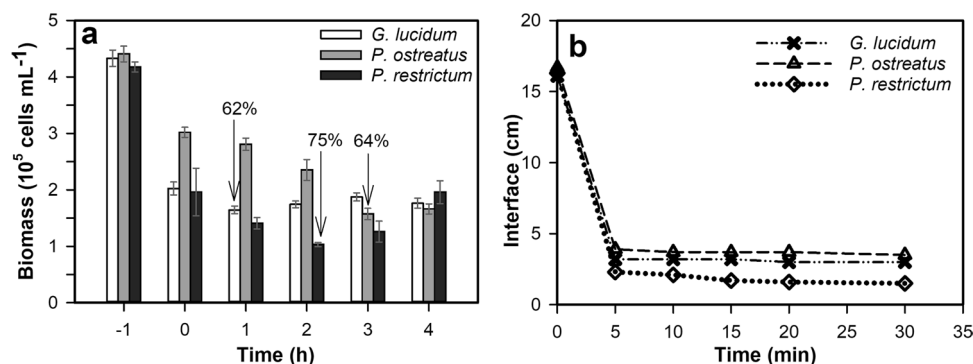 a
G. lucidum
P. ostreatus
P. restrictum
62%
75%
64%
5
4
3
2
1
0
Biomass (10⁵ cells mL⁻¹)
-1 0 1 2 3 4
Time (h)
b
G. lucidum
P. ostreatus
P. restrictum
20
15
10
5
0
Interface (cm)
0 5 10 15 20 25 30 35
Time (min)